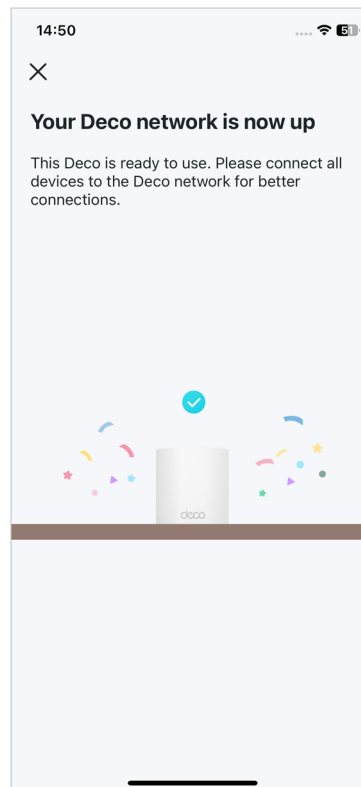 14:50
51
Your Deco network is now up
This Deco is ready to use. Please connect all
devices to the Deco network for better
connections.
deco